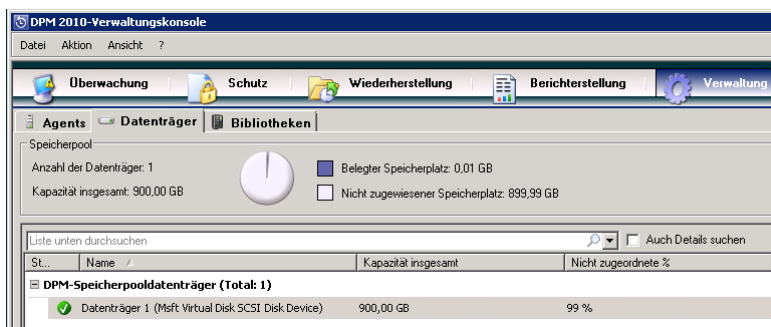 DPM 2010-Verwaltungskonsole
Datei Aktion Ansicht ?
Überwachung Schutz Wiederherstellung Berichterstellung Verwaltung
Agents Datenträger Bibliotheken
Speicherpool
Anzahl der Datenträger: 1
Kapazität insgesamt: 900,00 GB
Belegter Speicherplatz: 0,01 GB
Nicht zugewiesener Speicherplatz: 899,99 GB
Liste unten durchsuchen Auch Details suchen
St... Name Kapazität insgesamt Nicht zugeordnete %
DPM-Speicherpooldatenträger (Total: 1)
Datenträger 1 (Msft Virtual Disk SCSI Disk Device) 900,00 GB 99 %